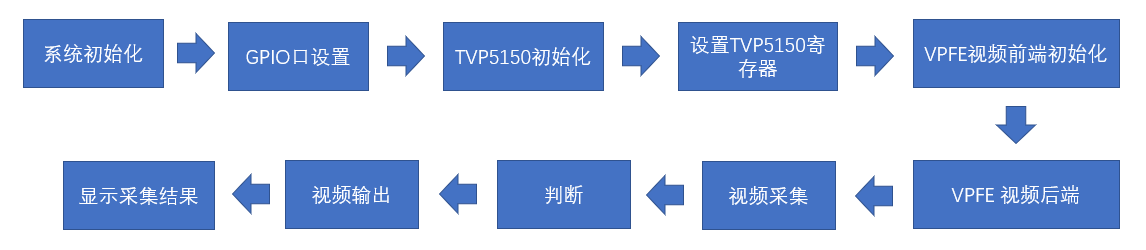 系统初始化
GPIO口设置
TVP5150初始化
设置TVP5150寄
存器
VPFE视频前端初始化
VPFE 视频后端
视频采集
判断
视频输出
显示采集结果